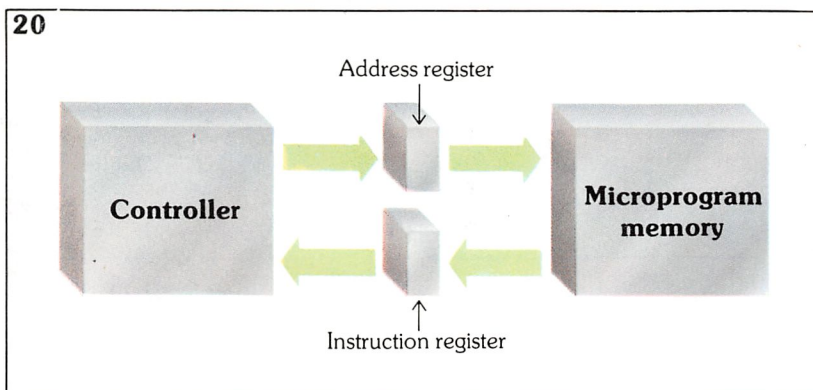 20
Address register
Controller
Microprogram
memory
Instruction register